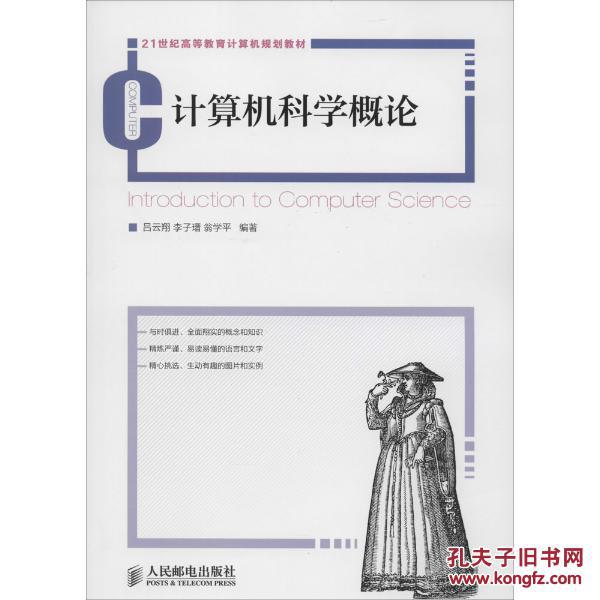 21世纪高等教育计算机规划教材
COMPUTER
计算机科学概论
Introduction to Computer Science
吕云翔 李子瑨 翁学平 编著
与时俱进、全面翔实的概念和知识
精炼严谨、易读易懂的语言和文字
精心挑选、生动有趣的图片和实例
人民邮电出版社
POSTS & TELECOM PRESS
孔夫子旧书网
www.kongfz.com